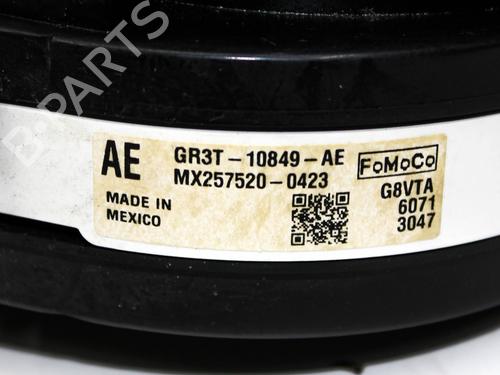 AE
GR3T-10849-AE
MX257520-0423
MADE IN
MEXICO
FoMoCo
G8VTA
6071
3047
B-PARTS